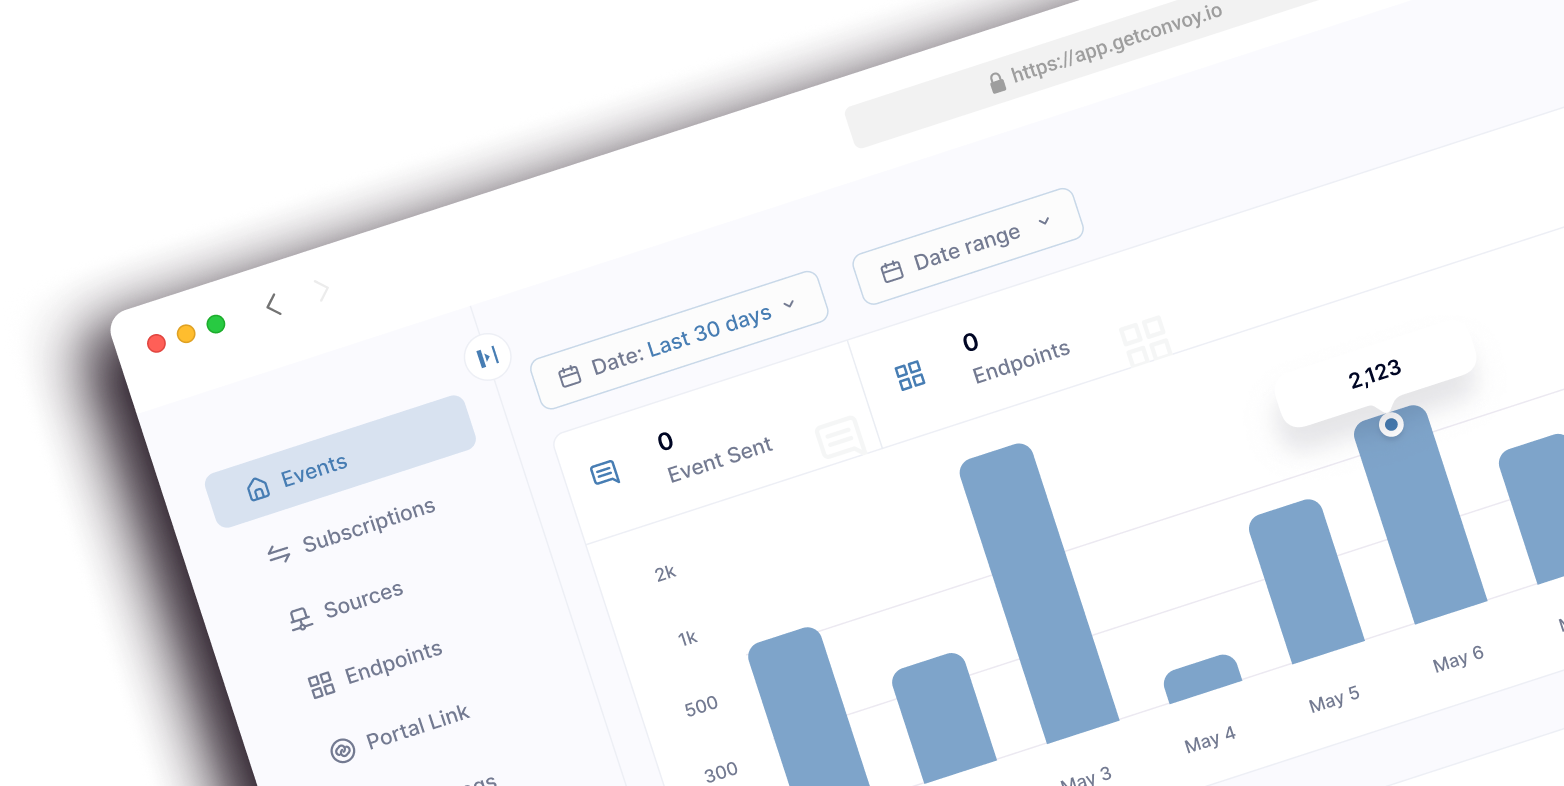 https://app.getconvoy.io
Date: Last 30 days
Date range
Events
Subscriptions
Sources
Endpoints
Portal Link
0
Event Sent
0
Endpoints
2,123
2k
1k
500
300
May 3
May 4
May 5
May 6